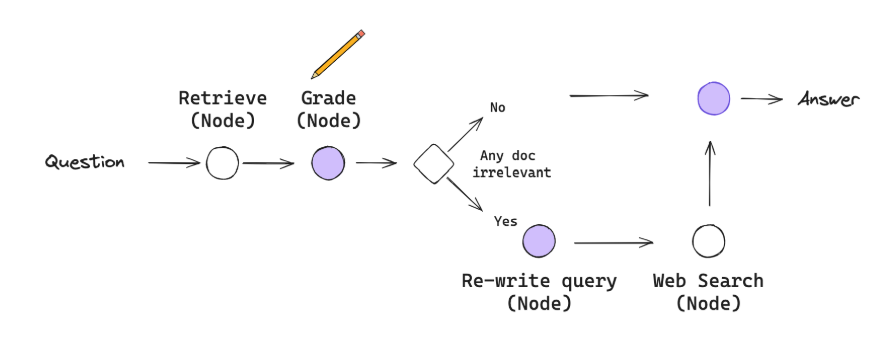 Retrieve
(Node)
Grade
(Node)
Question
No
Any doc
irrelevant
Yes
Answer
Re-write query
(Node)
Web Search
(Node)